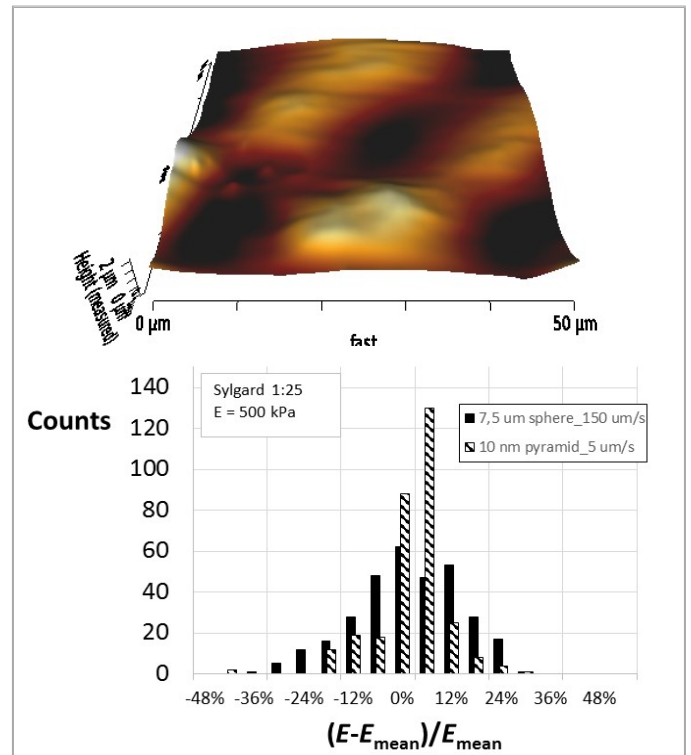 Height (measured)
2 µm 0 µm
0 µm
50 µm
fast
140
120
100
80
60
40
20
0
Counts
Sylgard 1:25
E = 500 kPa
7,5 um sphere_150 um/s
10 nm pyramid_5 um/s
-48% -36% -24% -12% 0% 12% 24% 36% 48%
(E-Emean)/Emean